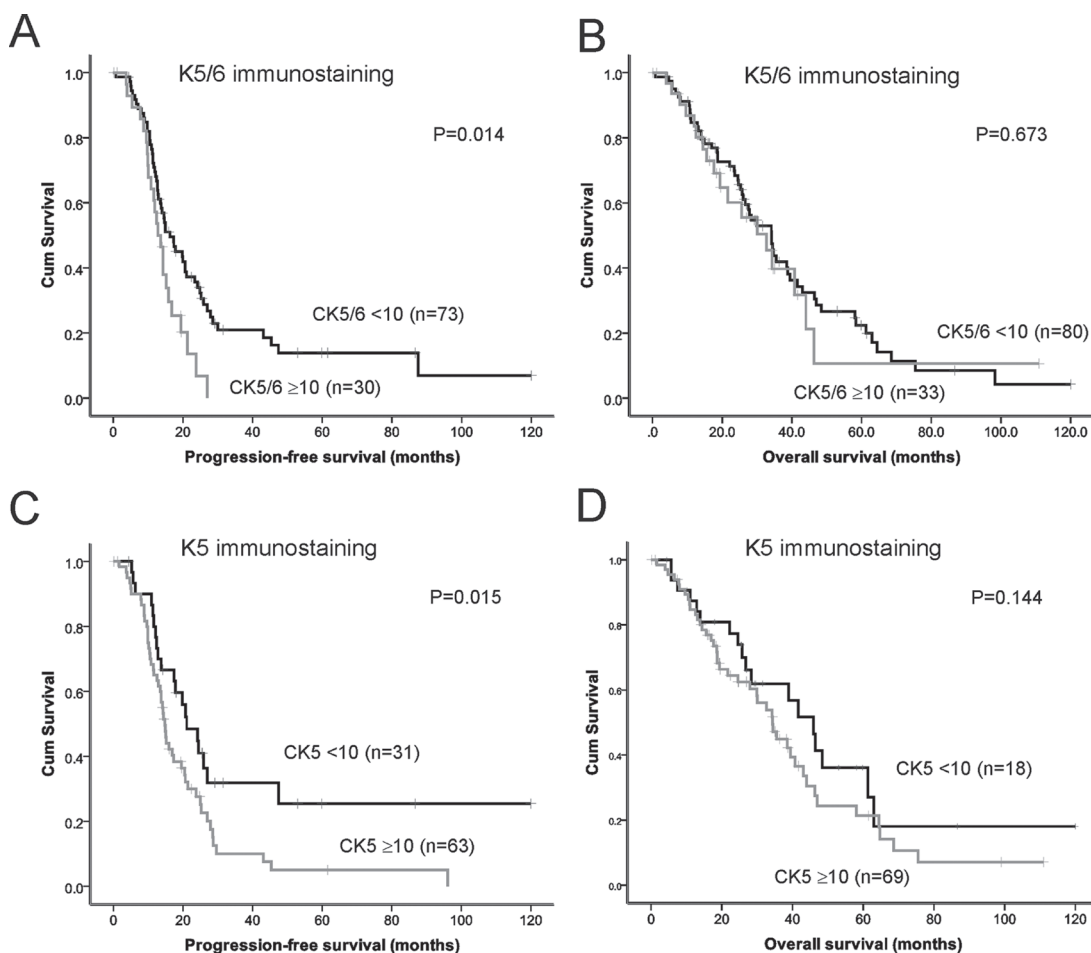 A
K5/6 immunostaining
P=0.014
Cum Survival
1.0
0.8
0.6
0.4
0.2
0.0
CK5/6 <10 (n=73)
CK5/6 ≥10 (n=30)
0 20 40 60 80 100 120
Progression-free survival (months)
B
K5/6 immunostaining
P=0.673
Cum Survival
1.0
0.8
0.6
0.4
0.2
0.0
CK5/6 <10 (n=80)
CK5/6 ≥10 (n=33)
.0 20.0 40.0 60.0 80.0 100.0 120.0
Overall survival (months)
C
K5 immunostaining
P=0.015
Cum Survival
1.0
0.8
0.6
0.4
0.2
0.0
CK5 <10 (n=31)
CK5 ≥10 (n=63)
0 20 40 60 80 100 120
Progression-free survival (months)
D
K5 immunostaining
P=0.144
Cum Survival
1.0
0.8
0.6
0.4
0.2
0.0
CK5 <10 (n=18)
CK5 ≥10 (n=69)
0 20 40 60 80 100 120
Overall survival (months)